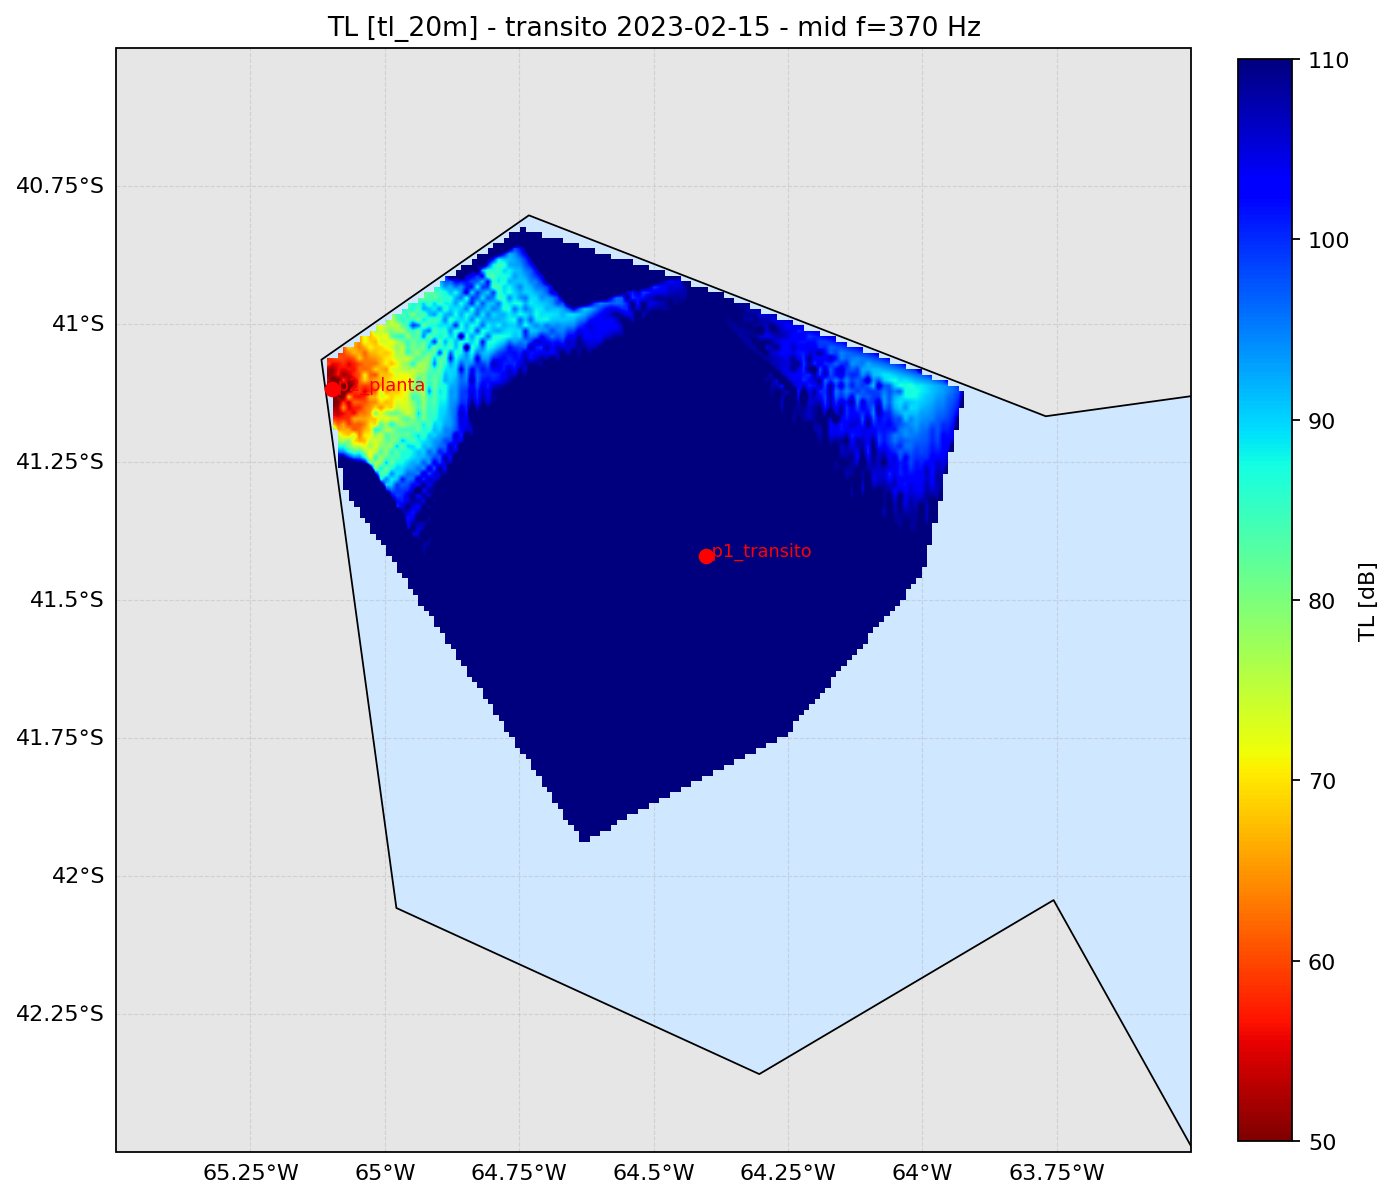 TL [tl_20m] - transito 2023-02-15 - mid f=370 Hz
110
100
90
80
70
60
50
TL [dB]
40.75°S
41°S
41.25°S
41.5°S
41.75°S
42°S
42.25°S
_planta
p1_transito
65.25°W
65°W
64.75°W
64.5°W
64.25°W
64°W
63.75°W